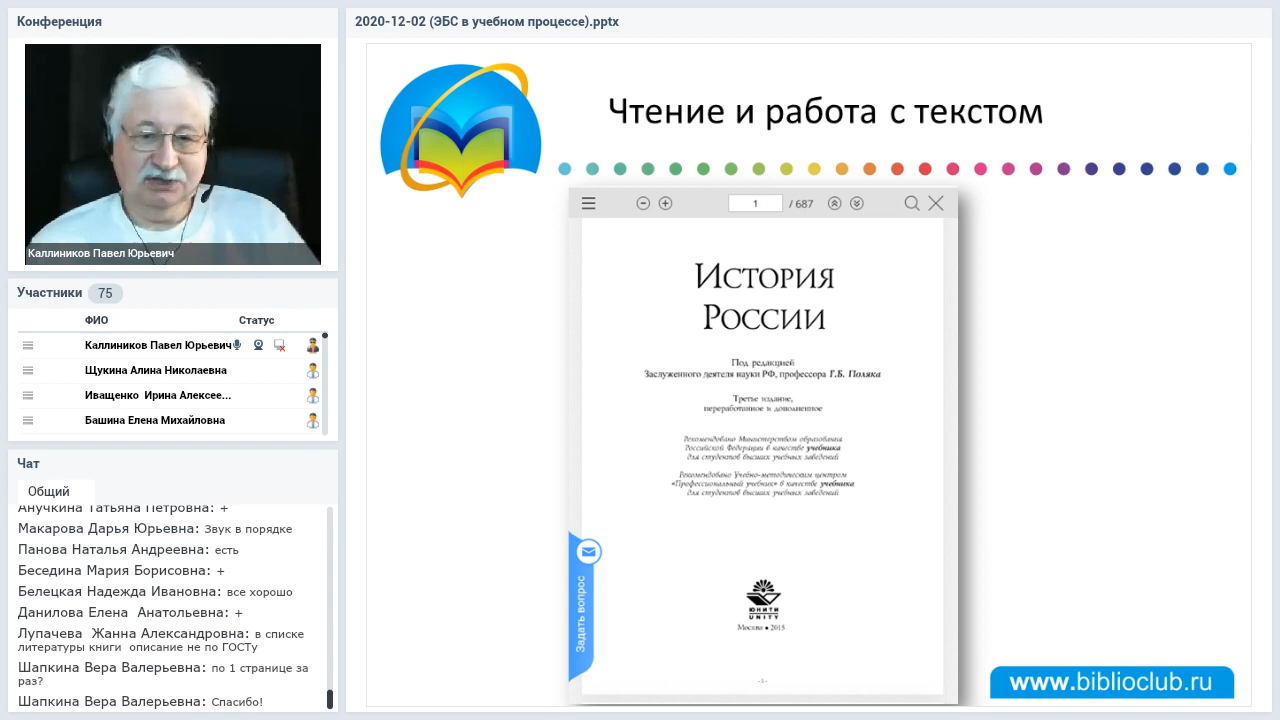 Конференция
Каллиников Павел Юрьевич
Участники 75
ФИО Статус
Каллиников Павел Юрьевич
Щукина Алина Николаевна
Иващенко Ирина Алексее...
Башина Елена Михайловна
Чат
Общий
Анучкина Татьяна Петровна: +
Макарова Дарья Юрьевна: Звук в порядке
Панова Наталья Андреевна: есть
Беседина Мария Борисовна: +
Белецкая Надежда Ивановна: все хорошо
Данилова Елена Анатольевна: +
Лупачева Жанна Александровна: в списке
литературы книги описание не по ГОСТу
Шапкина Вера Валерьевна: по 1 странице за
раз?
Шапкина Вера Валерьевна: Спасибо!
2020-12-02 (ЭБС в учебном процессе).pptx
Чтение и работа с текстом
1 / 687
История
России
Под редакцией
Заслуженного деятеля науки РФ, профессора Г.Б. Поляка
Третье издание,
переработанное и дополненное
Рекомендовано Министерством образования
Российской Федерации в качестве учебника
для студентов высших учебных заведений
Рекомендовано Учебно-методическим центром
«Профессиональный учебник» в качестве учебника
для студентов высших учебных заведений
Задать вопрос
ЮНИТИ
UNITY
Москва • 2015
- 1 -
www.biblioclub.ru